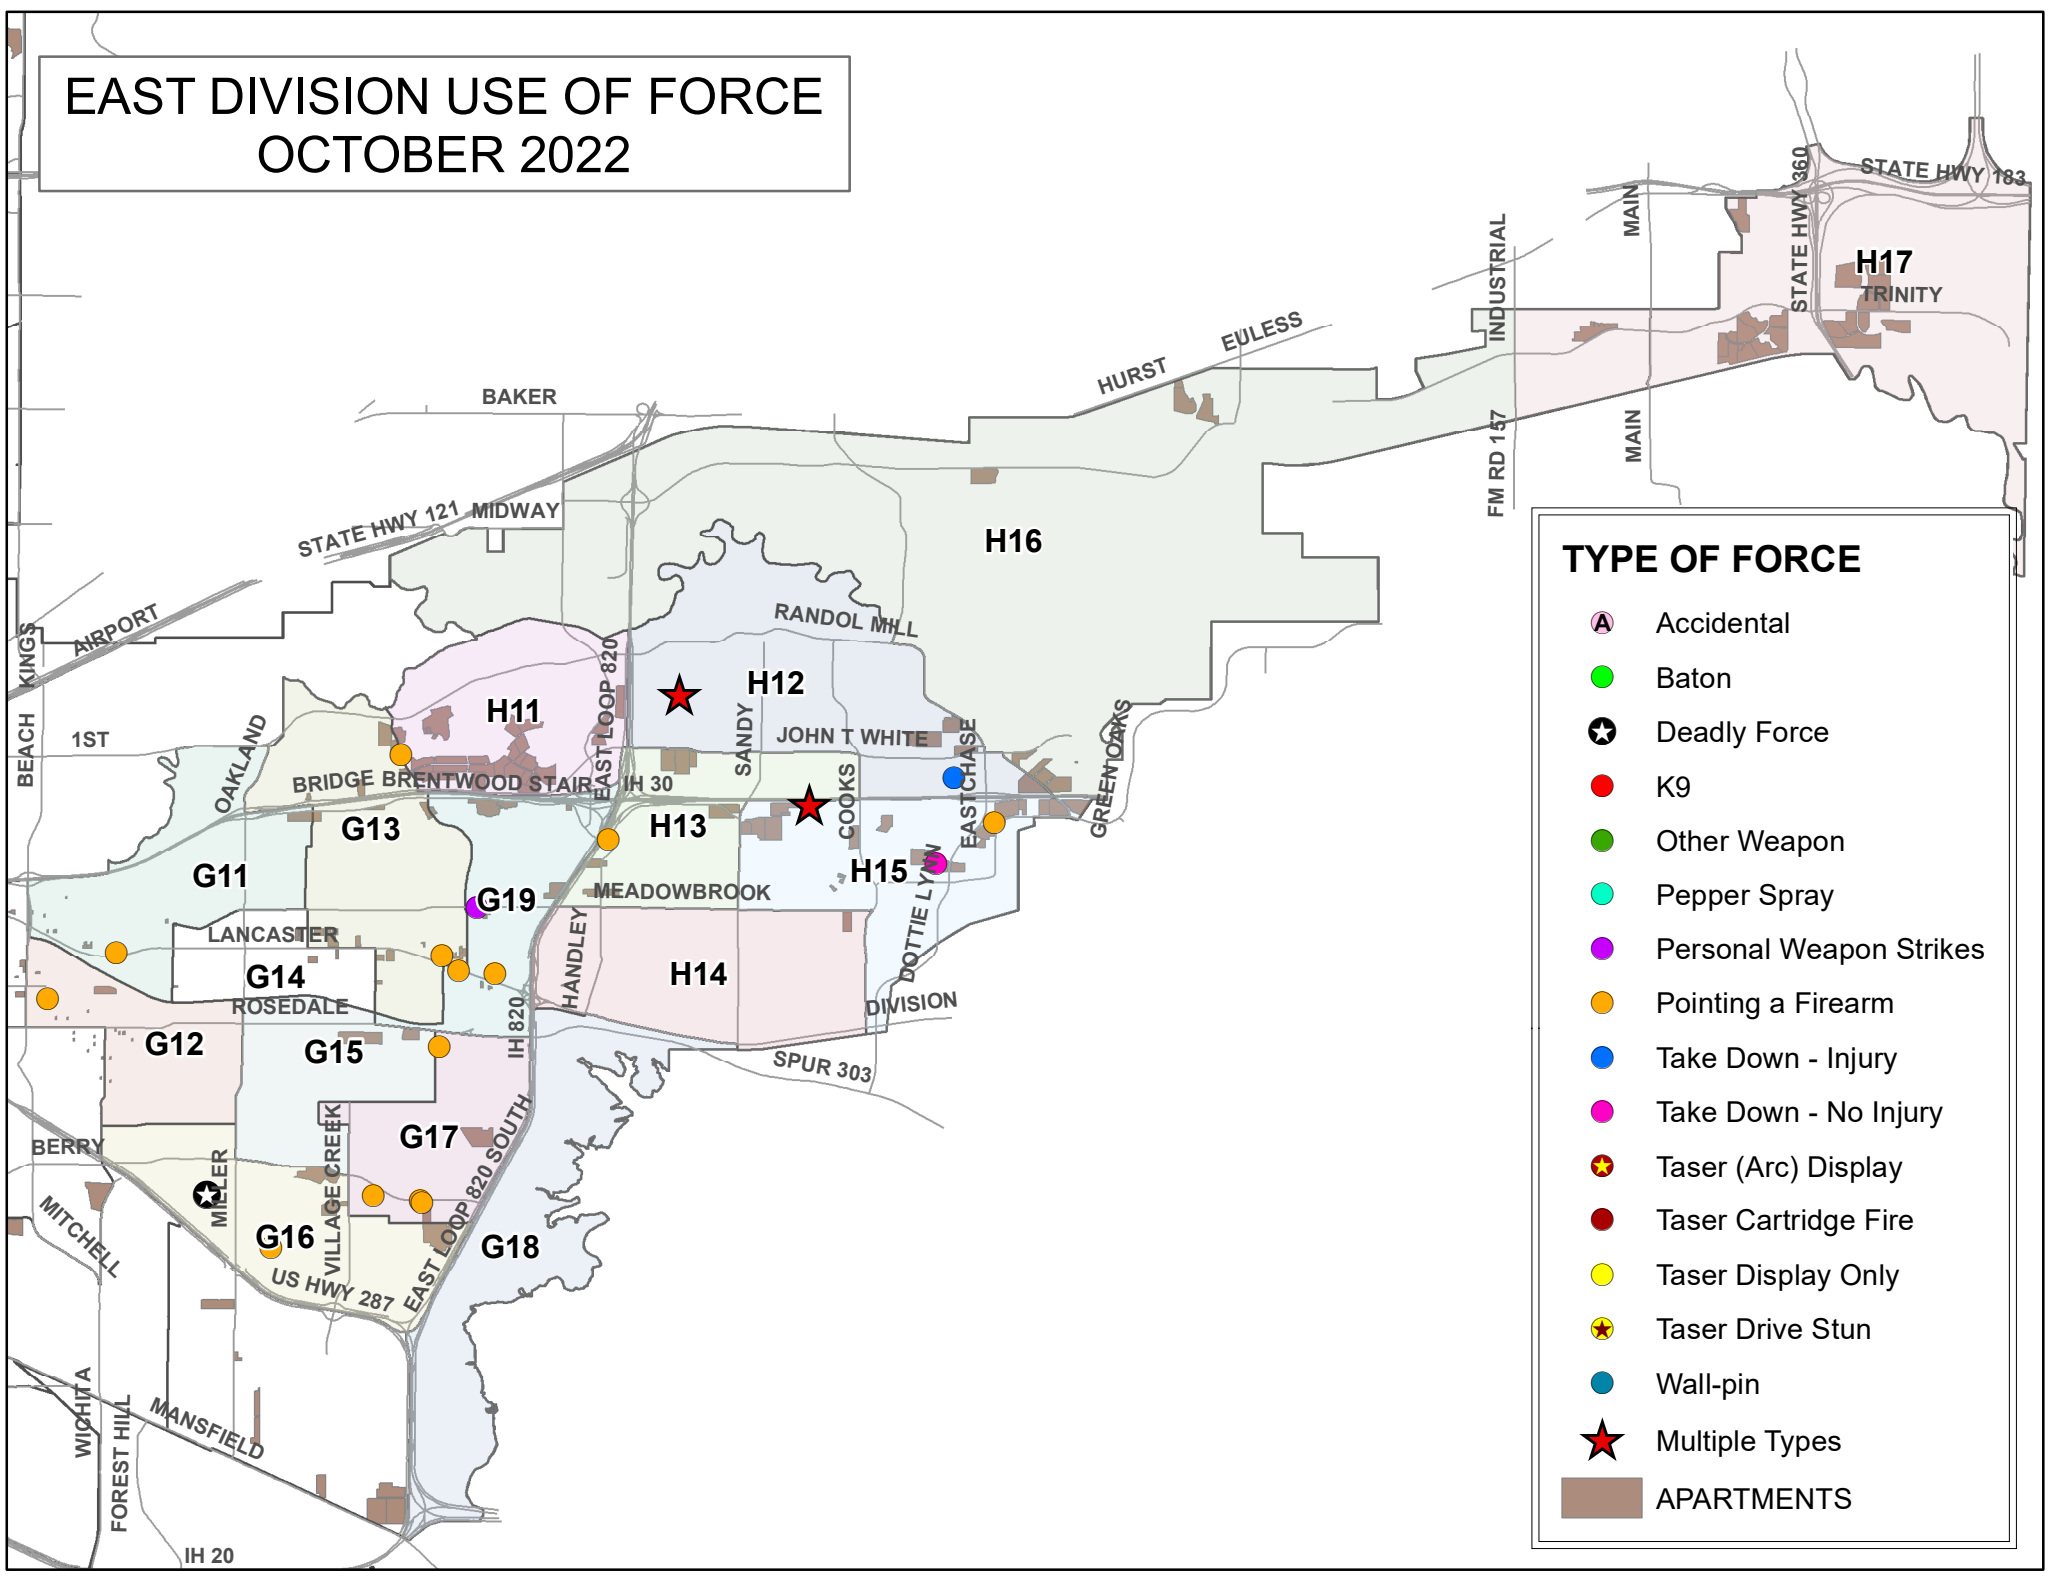 EAST DIVISION USE OF FORCE
OCTOBER 2022
STATE HWY 183
STATE HWY 360
MAIN
H17
TRINITY
INDUSTRIAL
HURST
EULESS
BAKER
MAIN
FM RD 157
STATE HWY 121
MIDWAY
H16
AIRPORT
RANDOL MILL
KINGS
BEACH
1ST
OAKLAND
H11
EAST LOOP 820
H12
SANDY
JOHN T WHITE
EASTCHASE
GREEN OAKS
BRIDGE
BRENTWOOD STAIR
IH 30
COOKS
G13
H13
G11
G19
MEADOWBROOK
H15
DOTTIE LYNN
LANCASTER
G14
HANDLEY
H14
ROSEDALE
IH 820
DIVISION
G12
G15
SPUR 303
BERRY
MILLER
VILLAGE CREEK
G17
EAST LOOP 820 SOUTH
MITCHELL
G16
G18
US HWY 287
WICHITA
FOREST HILL
MANSFIELD
IH 20
TYPE OF FORCE
A
Accidental
Baton
Deadly Force
K9
Other Weapon
Pepper Spray
Personal Weapon Strikes
Pointing a Firearm
Take Down - Injury
Take Down - No Injury
Taser (Arc) Display
Taser Cartridge Fire
Taser Display Only
Taser Drive Stun
Wall-pin
Multiple Types
APARTMENTS